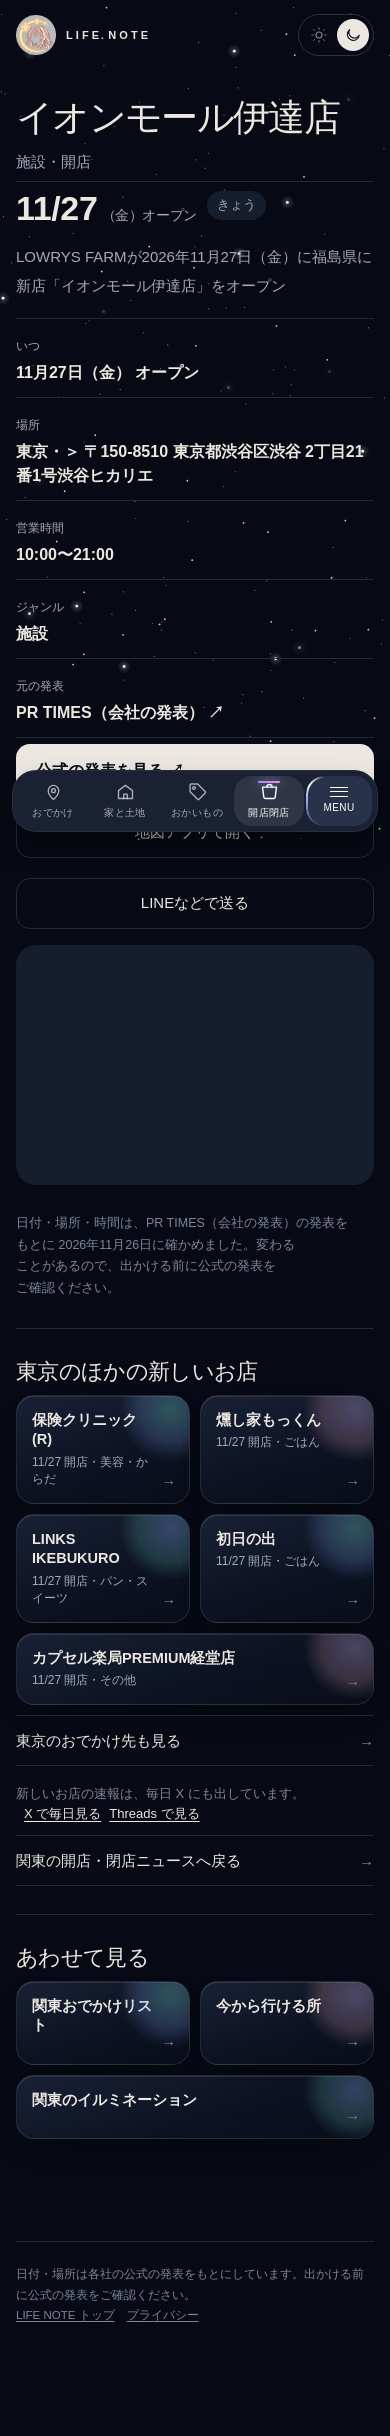 LIFE.NOTE
イオンモール伊達店
施設・開店
11/27 （金）オープン きょう
LOWRYS FARMが2026年11月27日（金）に福島県に
新店「イオンモール伊達店」をオープン
いつ
11月27日（金） オープン
場所
東京・＞ 〒150-8510 東京都渋谷区渋谷 2丁目21
番1号渋谷ヒカリエ
営業時間
10:00〜21:00
ジャンル
施設
元の発表
PR TIMES（会社の発表） ↗
公式の発表を見る ↗
おでかけ 家と土地 おかいもの 開店閉店 MENU
地図アプリで開く
LINEなどで送る
日付・場所・時間は、PR TIMES（会社の発表）の発表を
もとに 2026年11月26日に確かめました。変わる
ことがあるので、出かける前に公式の発表を
ご確認ください。
東京のほかの新しいお店
保険クリニック
(R)
11/27 開店・美容・か
らだ
→
燻し家もっくん
11/27 開店・ごはん
→
LINKS
IKEBUKURO
11/27 開店・パン・ス
イーツ
→
初日の出
11/27 開店・ごはん
→
カプセル楽局PREMIUM経堂店
11/27 開店・その他
→
東京のおでかけ先も見る →
新しいお店の速報は、毎日 X にも出しています。
X で毎日見る Threads で見る
関東の開店・閉店ニュースへ戻る →
あわせて見る
関東おでかけリス
ト
→
今から行ける所
→
関東のイルミネーション
→
日付・場所は各社の公式の発表をもとにしています。出かける前
に公式の発表をご確認ください。
LIFE NOTE トップ プライバシー